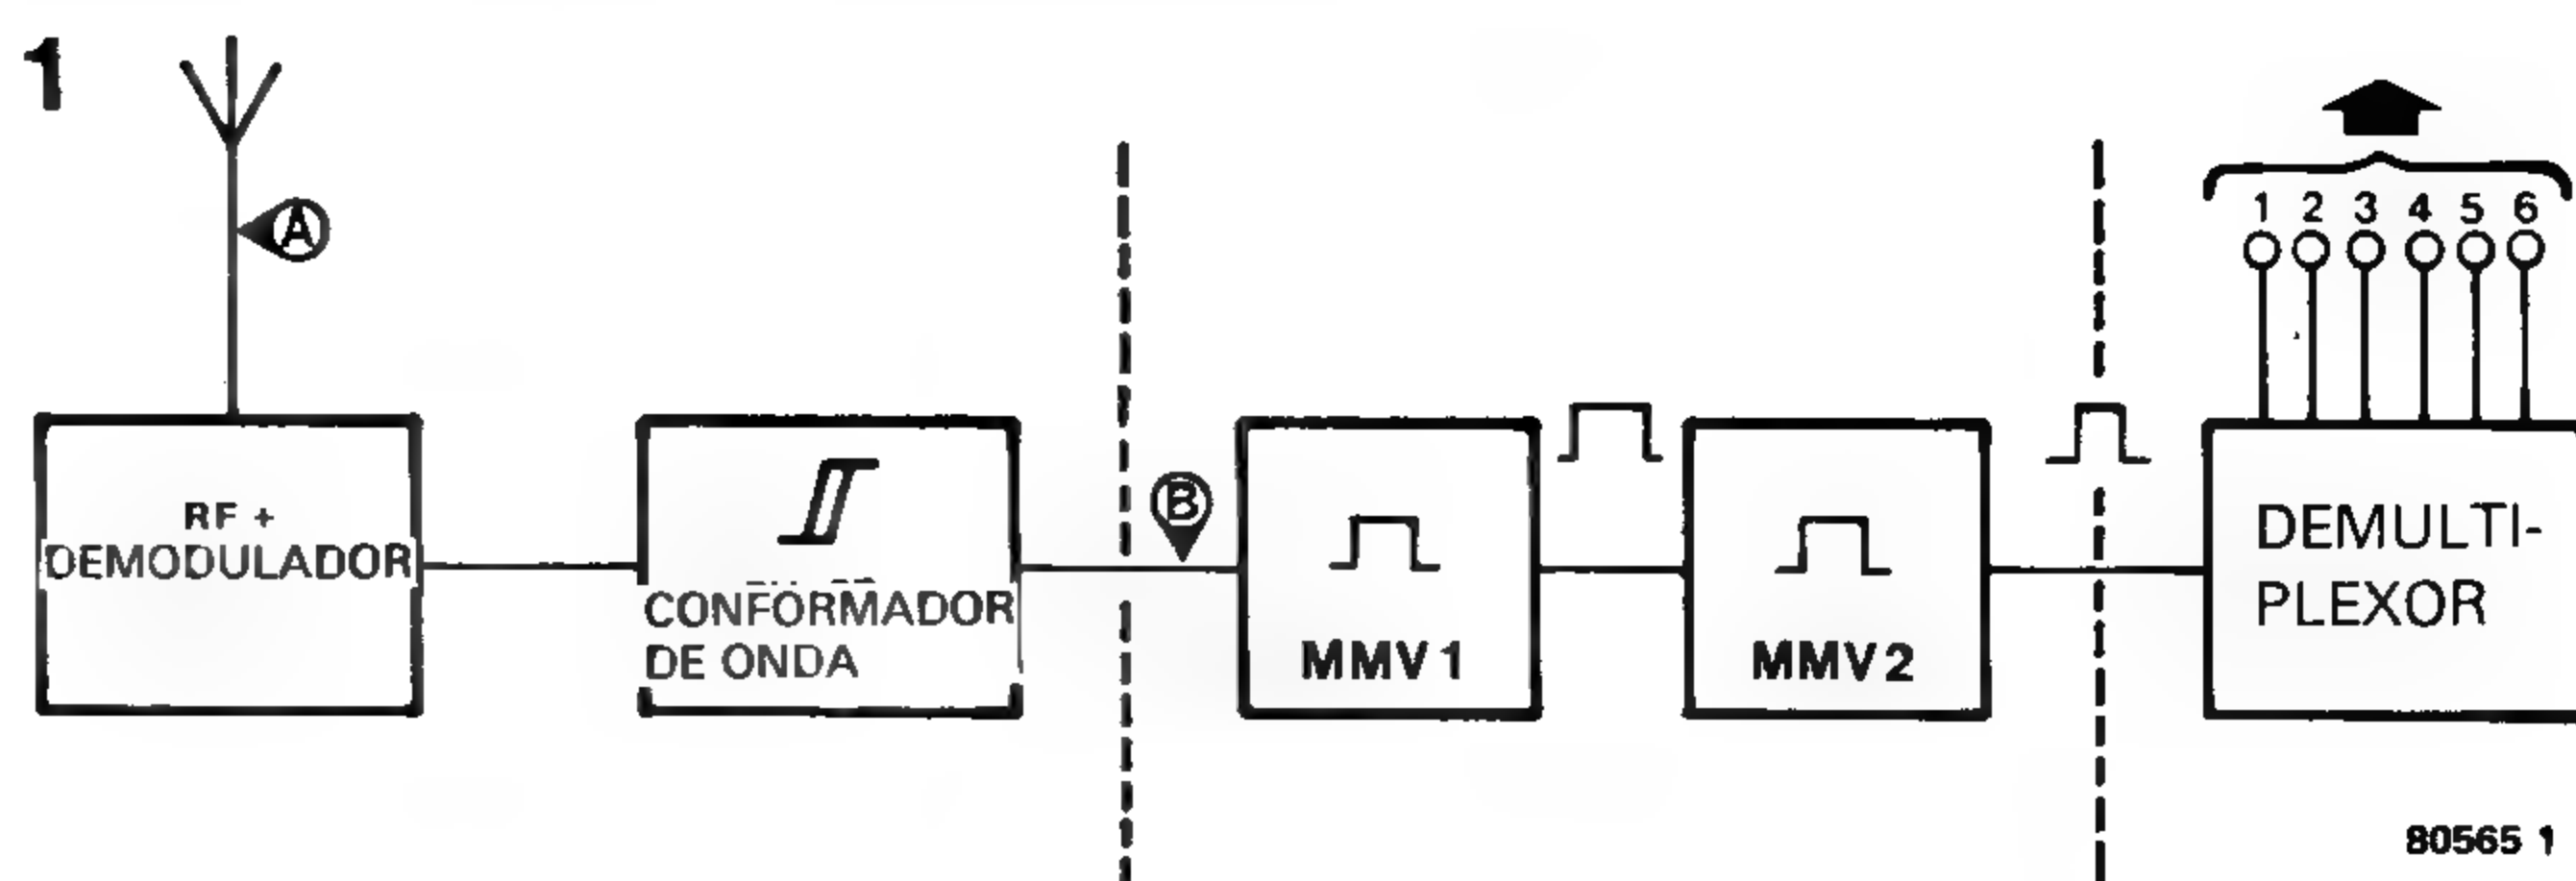 1
A
1 2 3 4 5 6
RF +
DEMODULADOR
CONFORMADOR
DE ONDA
B
MMV1
MMV2
DEMULTI-
PLEXOR
80565 1